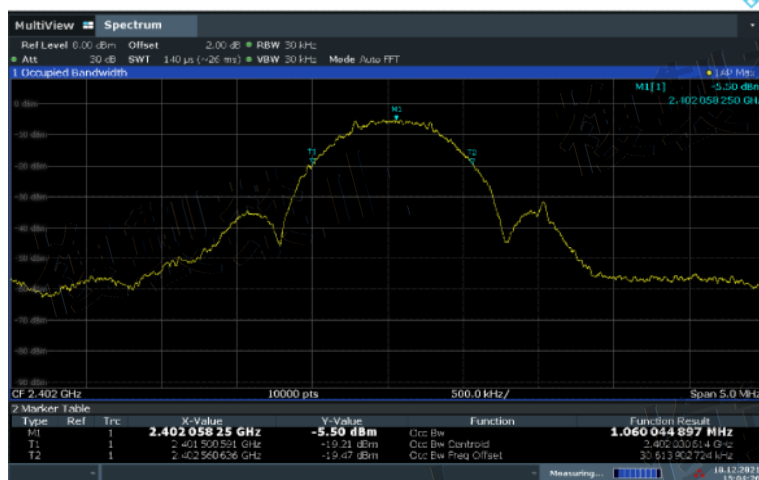 MultiView Spectrum
Ref Level 0.00 dBm Offset 2.00 dB RBW 30 kHz
Att 30 dB SWT 140 µs (~26 ms) VBW 30 kHz Mode Auto FFT
1 Occupied Bandwidth 1AP Max
M1[1] -5.50 dBm
2.402 058 250 GHz
0 dBm
M1
-10 dBm
T1 T2
-20 dBm
-30 dBm
-40 dBm
-50 dBm
-60 dBm
-70 dBm
-80 dBm
-90 dBm
CF 2.402 GHz 10000 pts 500.0 kHz/ Span 5.0 MHz
2 Marker Table
Type Ref Trc X-Value Y-Value Function Function Result
M1 1 2.402 058 25 GHz -5.50 dBm Occ Bw 1.060 044 897 MHz
T1 1 2.401 500 591 GHz -19.21 dBm Occ Bw Centroid 2.402 030 614 GHz
T2 1 2.402 560 636 GHz -19.47 dBm Occ Bw Freq Offset 30.613 902 724 kHz
Measuring... 10.12.2021
15:04:26